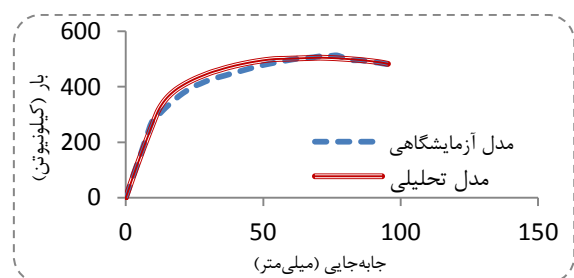 600
400
200
0
بار (کیلونیوتن)
مدل آزمایشگاهی
مدل تحلیلی
0 50 100 150
جابه‌جایی (میلی‌متر)